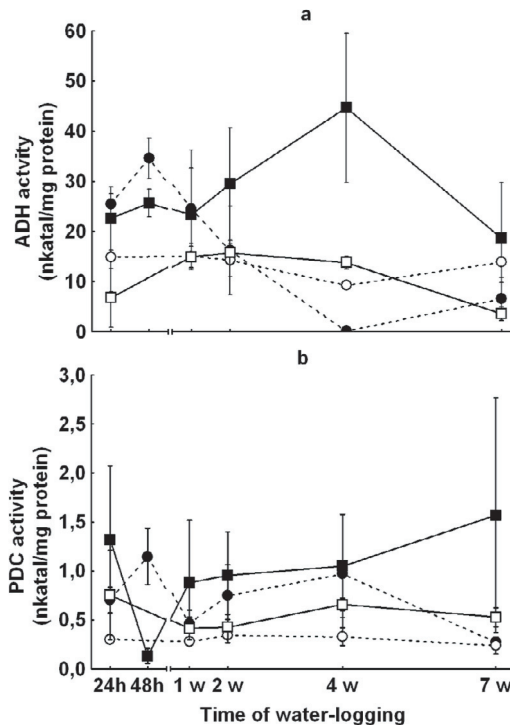 a
60
50
40
30
20
10
0
ADH actvity
(nkatal/mg protein)
b
3,0
2,5
2,0
1,5
1,0
0,5
0,0
PDC activity
(nkatal/mg protein)
24h 48h 1 w 2 w 4 w 7 w
Time of water-logging